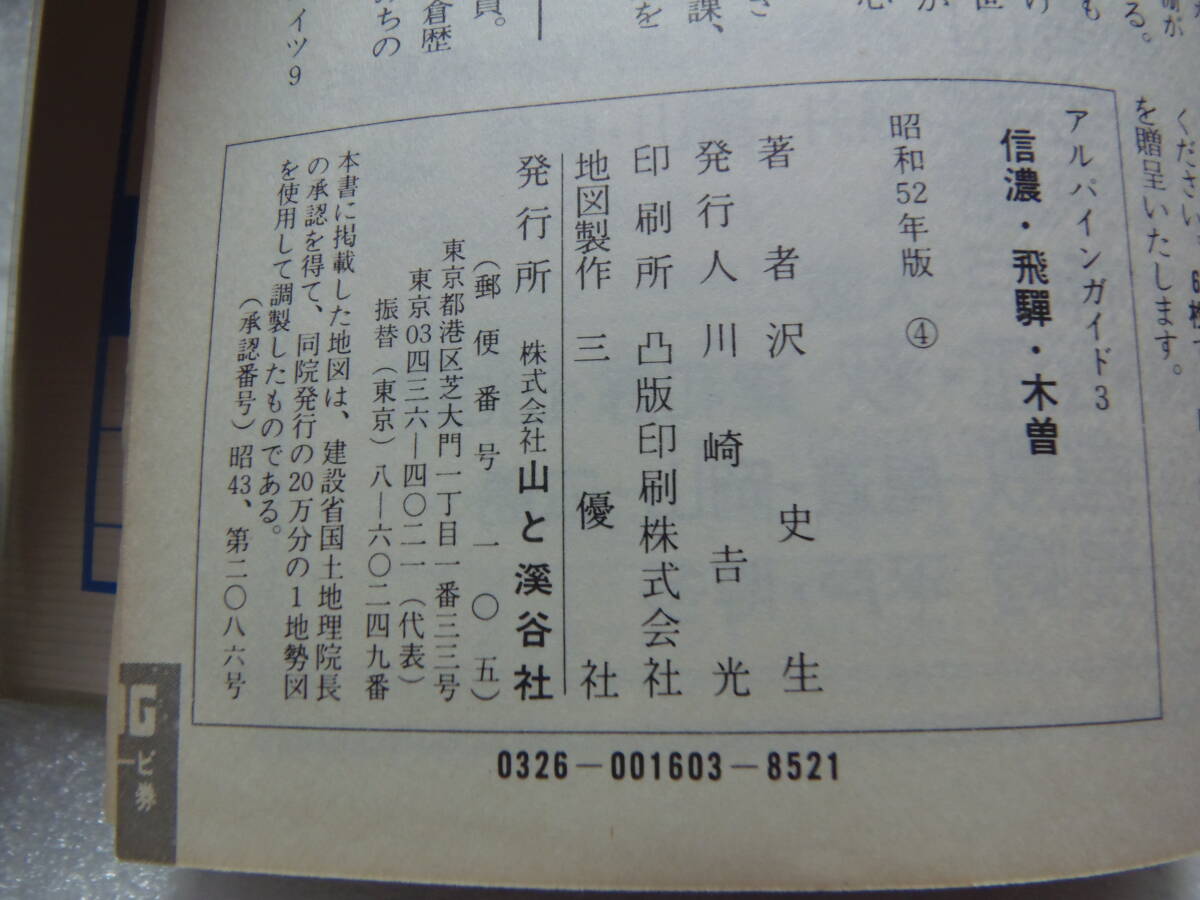 ください。
を贈呈いたします。
アルパインガイド3
信濃・飛驒・木曽
昭和52年版 ④
著者 沢史生
発行人 川崎吉光
印刷所 凸版印刷株式会社
地図製作 三優社
発行所 株式会社 山と溪谷社
(郵便番号 一〇五)
東京都港区芝大門一丁目一番三三号
東京03四三六―四〇二一(代表)
振替(東京)八―六〇二四九番
本書に掲載した地図は、建設省国土地理院長
の承認を得て、同院発行の20万分の1地勢図
を使用して調製したものである。
(承認番号)昭43、第二〇八六号
0326-001603-8521
倉歴
ちの
イツ9
ビ
券